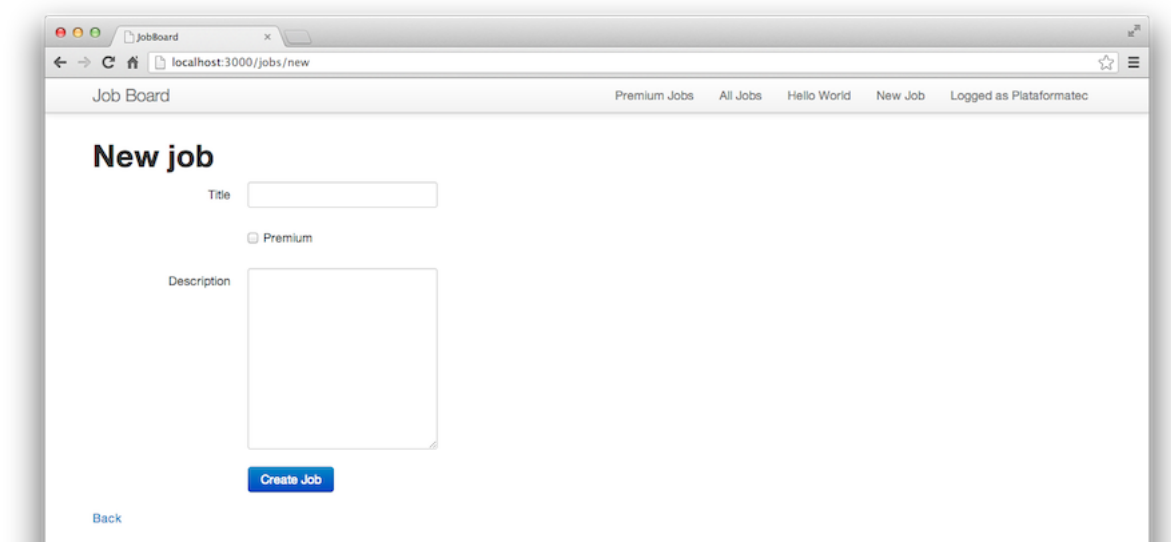 JobBoard
localhost:3000/jobs/new
Job Board Premium Jobs All Jobs Hello World New Job Logged as Plataformatec
New job
Title
Premium
Description
Create Job
Back